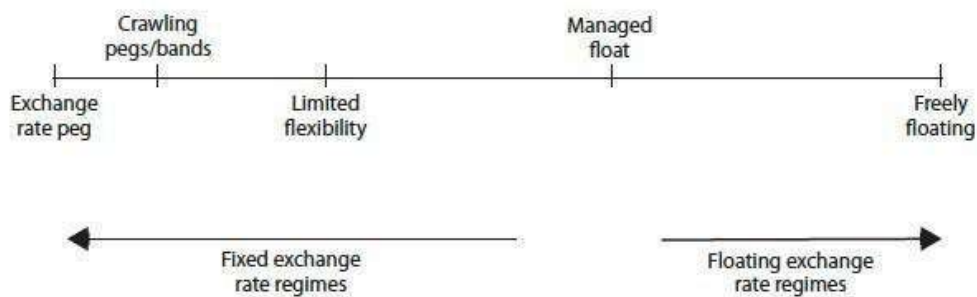 Crawling
pegs/bands
Managed
float
Exchange
rate peg
Limited
flexibility
Freely
floating
Fixed exchange
rate regimes
Floating exchange
rate regimes